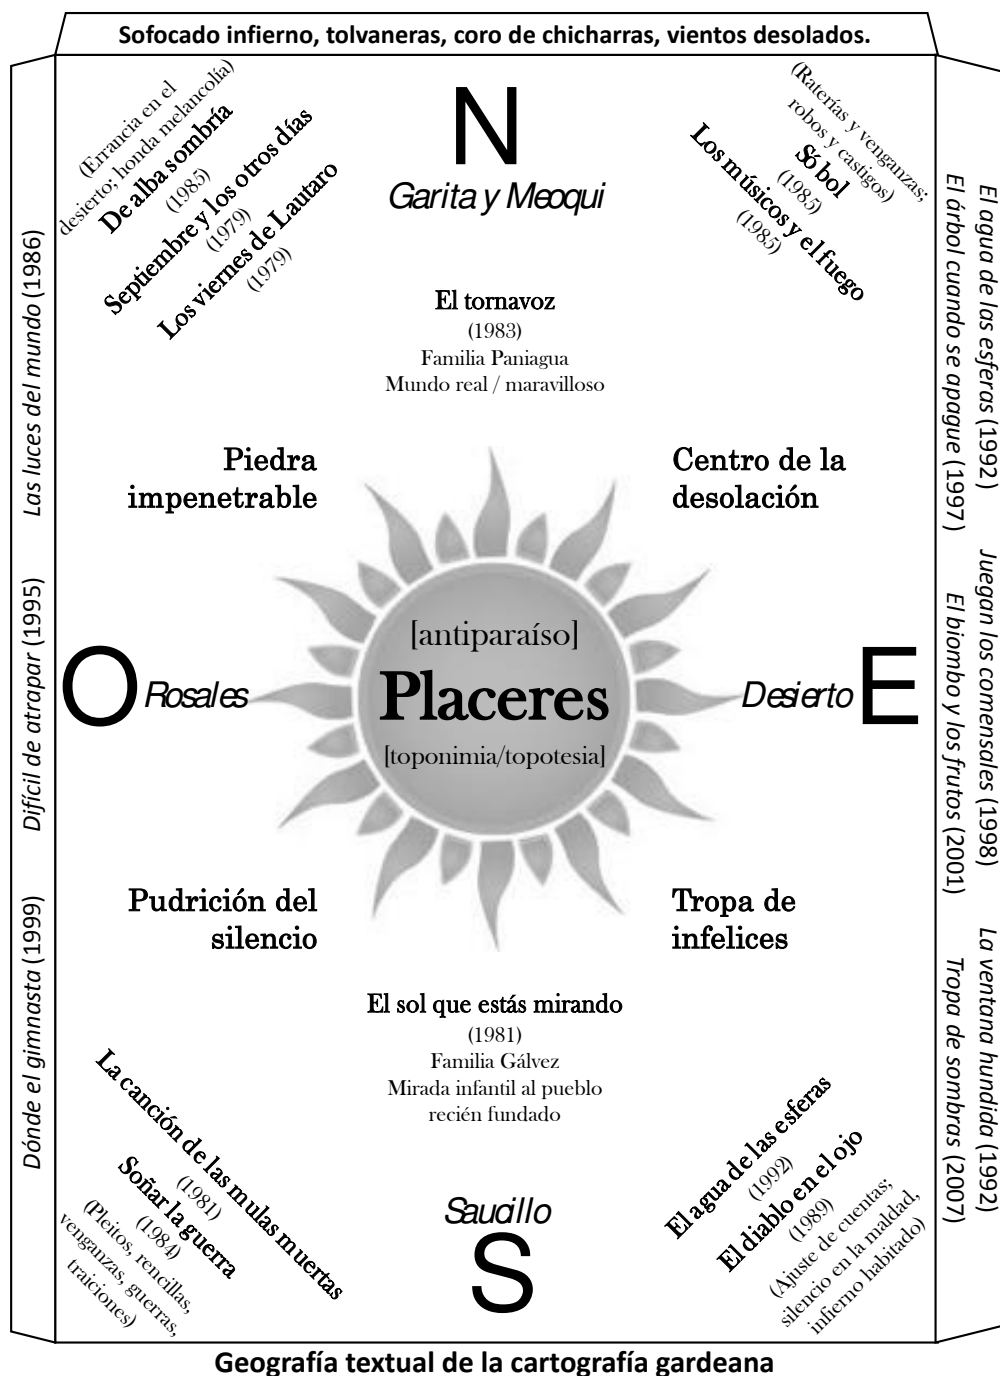 Sofocado infierno, tolvaneras, coro de chicharras, vientos desolados.
(Errancia en el
desierto; honda melancolía)
De alba sombría
(1985)
Septiembre y los otros días
(1979)
Los viernes de Lautaro
(1979)
N
Garita y Meoqui
(Raterías y venganzas;
robos y castigos)
Sóbol
(1985)
Los músicos y el fuego
(1985)
El tornavoz
(1983)
Familia Paniagua
Mundo real / maravilloso
Piedra
impenetrable
Centro de la
desolación
O
Rosales
[antiparaíso]
Placeres
[toponimia/topotesia]
Desierto
E
Pudrición del
silencio
Tropa de
infelices
El sol que estás mirando
(1981)
Familia Gálvez
Mirada infantil al pueblo
recién fundado
La canción de las mulas muertas
(1981)
Soñar la guerra
(1984)
(Pleitos, rencillas,
venganzas, guerras,
traiciones)
Saucillo
S
El agua de las esferas
(1992)
El diablo en el ojo
(1989)
(Ajuste de cuentas;
silencio en la maldad,
infierno habitado)
Las luces del mundo (1986)
Difícil de atrapar (1995)
Dónde el gimnasta (1999)
El agua de las esferas (1992)
El árbol cuando se apague (1997)
Juegan los comensales (1998)
El biombo y los frutos (2001)
La ventana hundida (1992)
Tropa de sombras (2007)
Geografía textual de la cartografía gardeana